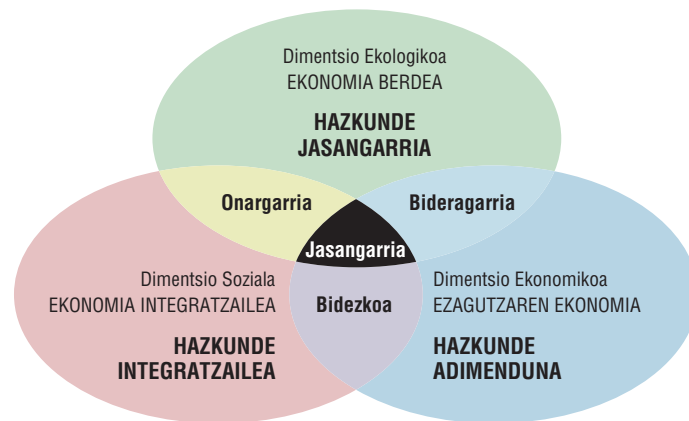 Dimentsio Ekologikoa
EKONOMIA BERDEA
HAZKUNDE
JASANGARRIA
Onargarria
Bideragarria
Jasangarria
Dimentsio Soziala
EKONOMIA INTEGRATZAILEA
HAZKUNDE
INTEGRATZAILEA
Bidezkoa
Dimentsio Ekonomikoa
EZAGUTZAREN EKONOMIA
HAZKUNDE
ADIMENDUNA